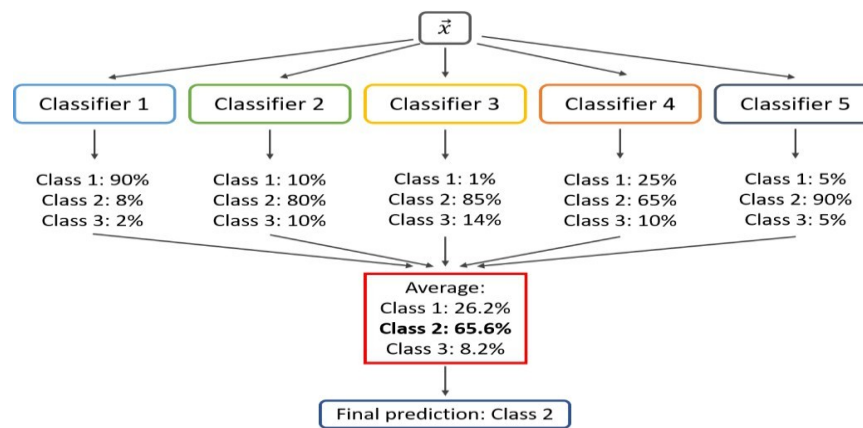 x⃗
Classifier 1
Classifier 2
Classifier 3
Classifier 4
Classifier 5
Class 1: 90%
Class 2: 8%
Class 3: 2%
Class 1: 10%
Class 2: 80%
Class 3: 10%
Class 1: 1%
Class 2: 85%
Class 3: 14%
Class 1: 25%
Class 2: 65%
Class 3: 10%
Class 1: 5%
Class 2: 90%
Class 3: 5%
Average:
Class 1: 26.2%
Class 2: 65.6%
Class 3: 8.2%
Final prediction: Class 2